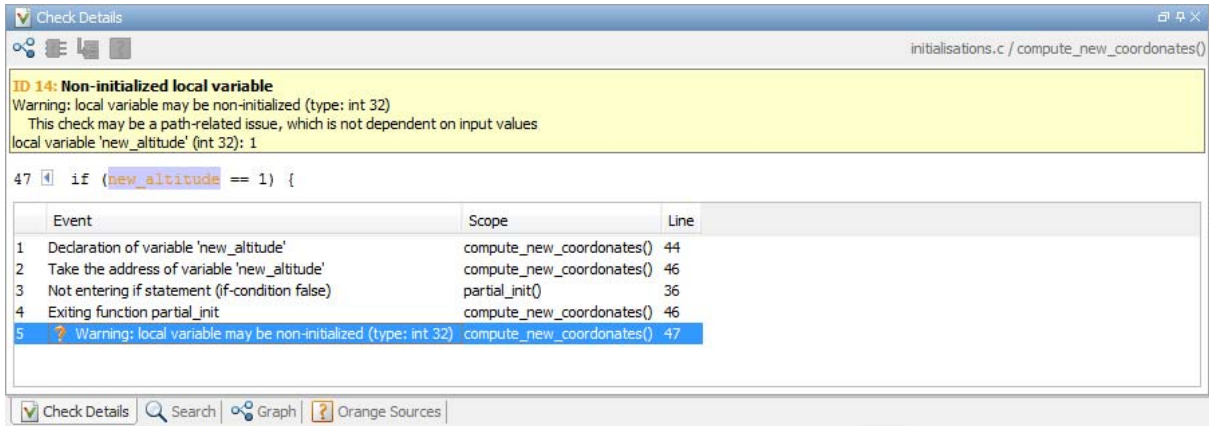 Check Details
initialisations.c / compute_new_coordonates()
ID 14: Non-initialized local variable
Warning: local variable may be non-initialized (type: int 32)
This check may be a path-related issue, which is not dependent on input values
local variable 'new_altitude' (int 32): 1
47 if (new_altitude == 1) {
Event Scope Line
1 Declaration of variable 'new_altitude' compute_new_coordonates() 44
2 Take the address of variable 'new_altitude' compute_new_coordonates() 46
3 Not entering if statement (if-condition false) partial_init() 36
4 Exiting function partial_init compute_new_coordonates() 46
5 ? Warning: local variable may be non-initialized (type: int 32) compute_new_coordonates() 47
Check Details Search Graph ? Orange Sources